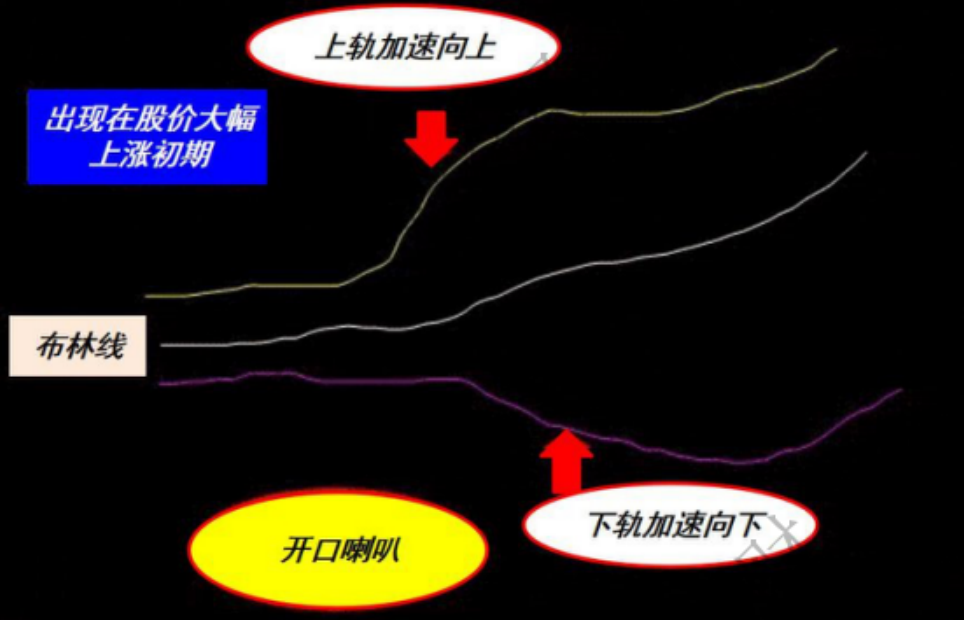 上轨加速向上
出现在股价大幅
上涨初期
布林线
下轨加速向下
开口喇叭